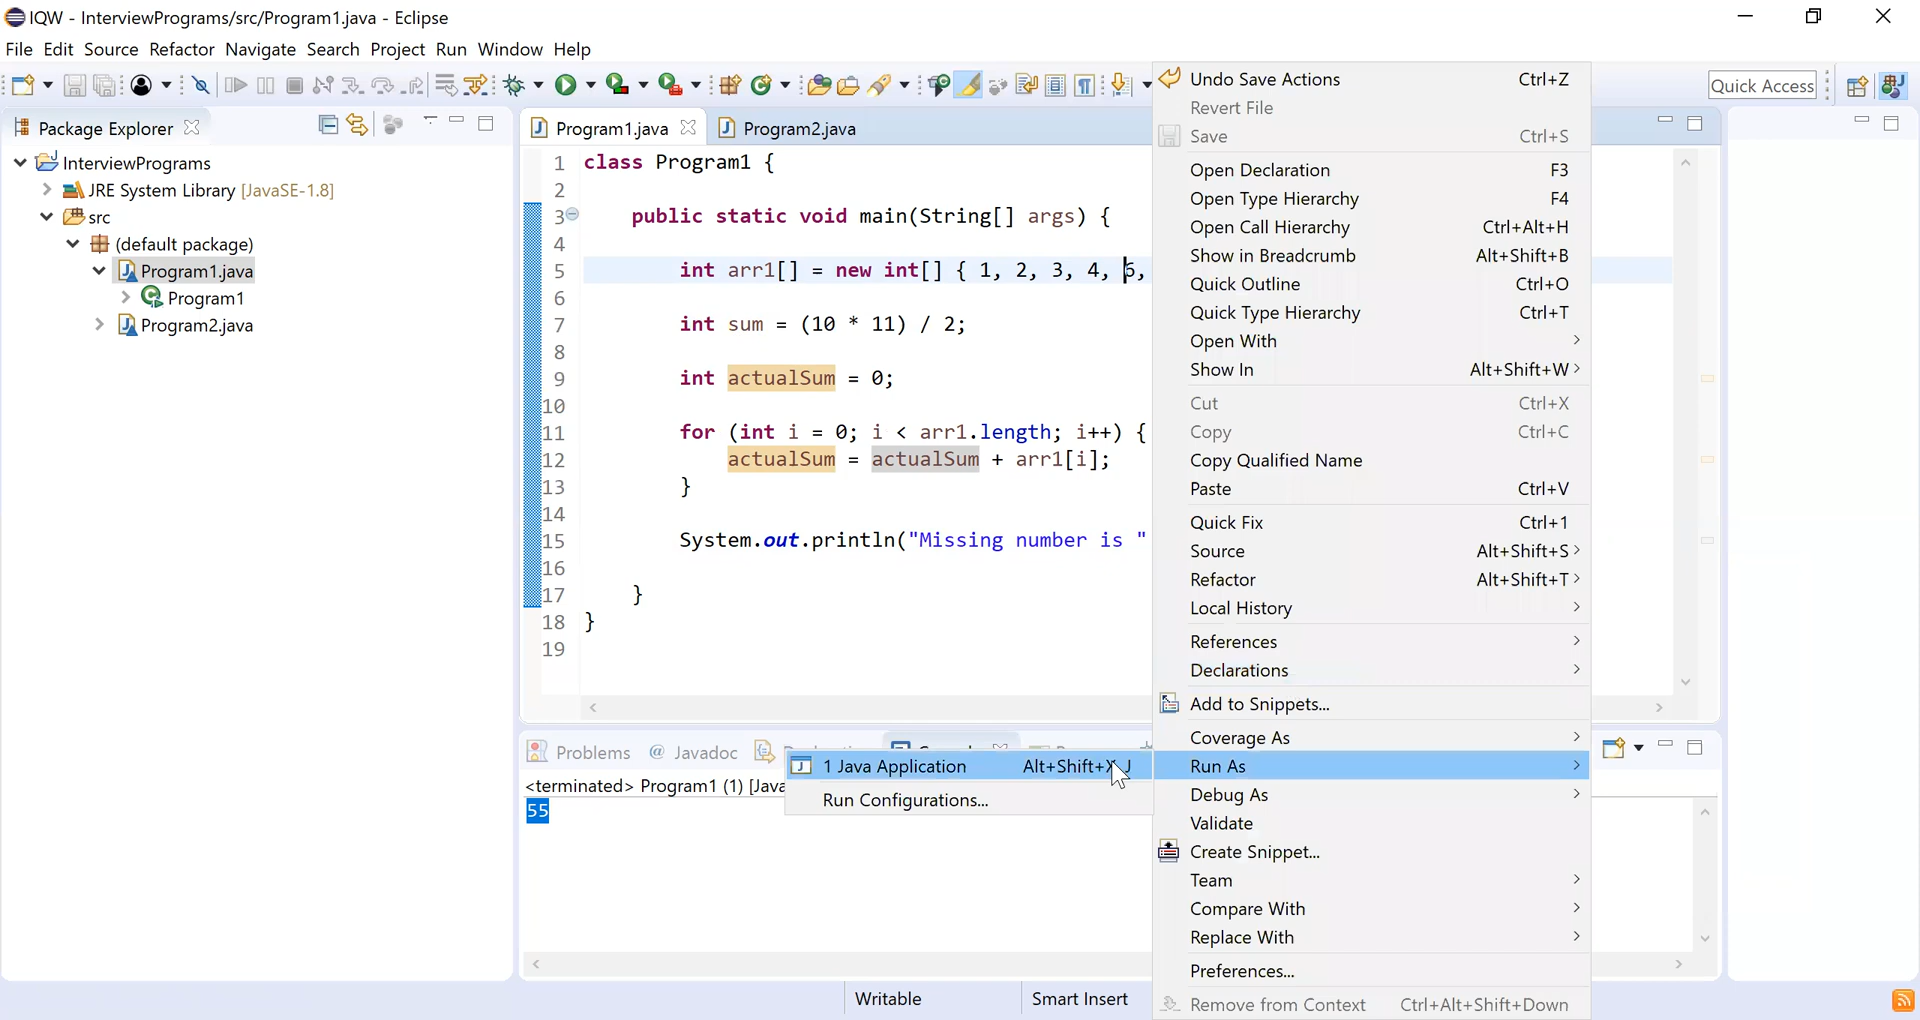 IQW - InterviewPrograms/src/Program1.java - Eclipse
File Edit Source Refactor Navigate Search Project Run Window Help
Quick Access
Package Explorer
InterviewPrograms
JRE System Library [JavaSE-1.8]
src
(default package)
Program1.java
Program1
Program2.java
Program1.java
Program2.java
1 class Program1 {
2
3 public static void main(String[] args) {
4
5 int arr1[] = new int[] { 1, 2, 3, 4, 6,
6
7 int sum = (10 * 11) / 2;
8
9 int actualSum = 0;
10
11 for (int i = 0; i < arr1.length; i++) {
12 actualSum = actualSum + arr1[i];
13 }
14
15 System.out.println("Missing number is "
16
17 }
18 }
19
Undo Save Actions Ctrl+Z
Revert File
Save Ctrl+S
Open Declaration F3
Open Type Hierarchy F4
Open Call Hierarchy Ctrl+Alt+H
Show in Breadcrumb Alt+Shift+B
Quick Outline Ctrl+O
Quick Type Hierarchy Ctrl+T
Open With
Show In Alt+Shift+W
Cut Ctrl+X
Copy Ctrl+C
Copy Qualified Name
Paste Ctrl+V
Quick Fix Ctrl+1
Source Alt+Shift+S
Refactor Alt+Shift+T
Local History
References
Declarations
Add to Snippets...
Coverage As
Run As
Debug As
Validate
Create Snippet...
Team
Compare With
Replace With
Preferences...
Remove from Context Ctrl+Alt+Shift+Down
1 Java Application Alt+Shift+X J
Run Configurations...
Problems @ Javadoc
<terminated> Program1 (1) [Java
55
Writable Smart Insert